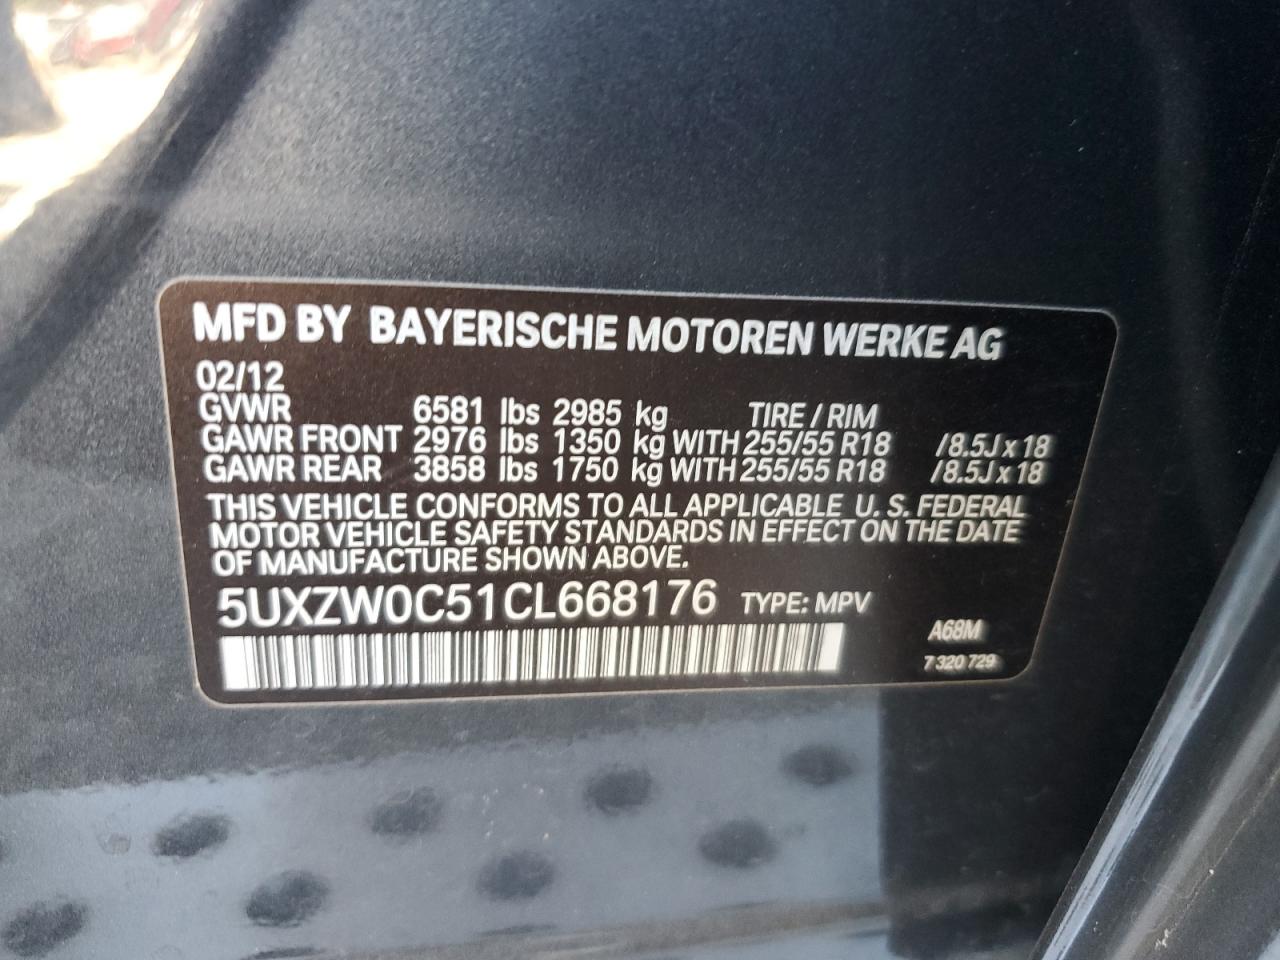 MFD BY BAYERISCHE MOTOREN WERKE AG
02/12
GVWR 6581 lbs 2985 kg TIRE / RIM
GAWR FRONT 2976 lbs 1350 kg WITH 255/55 R18 /8.5J x 18
GAWR REAR 3858 lbs 1750 kg WITH 255/55 R18 /8.5J x 18
THIS VEHICLE CONFORMS TO ALL APPLICABLE U. S. FEDERAL
MOTOR VEHICLE SAFETY STANDARDS IN EFFECT ON THE DATE
OF MANUFACTURE SHOWN ABOVE.
5UXZW0C51CL668176 TYPE: MPV
A68M
7 320 729